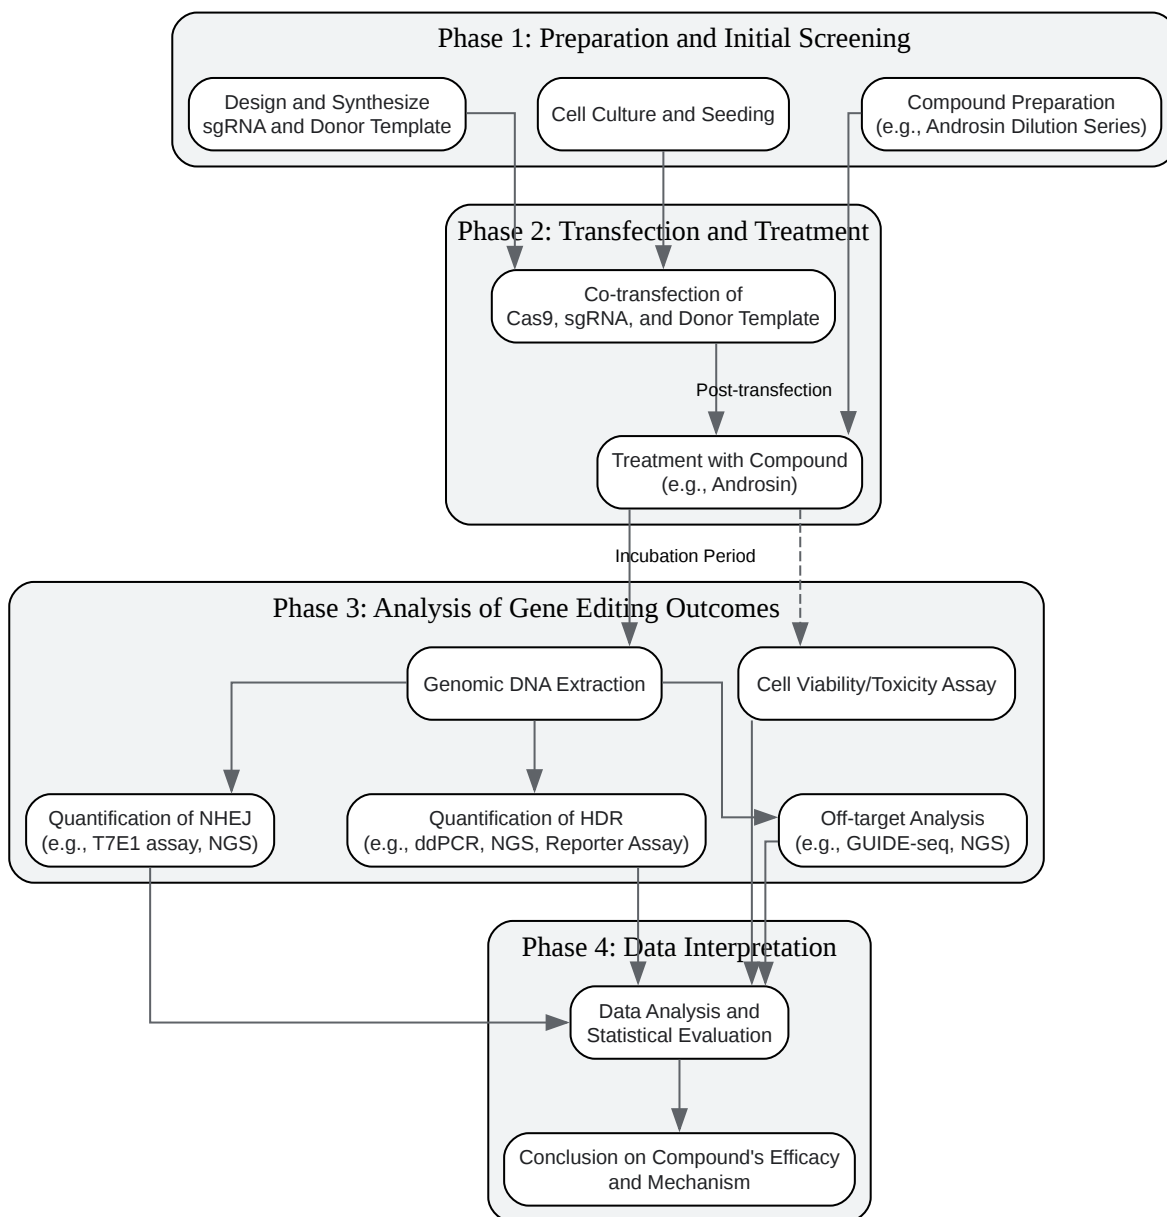 Phase 1: Preparation and Initial Screening
Design and Synthesize
sgRNA and Donor Template
Cell Culture and Seeding
Compound Preparation
(e.g., Androsin Dilution Series)
Phase 2: Transfection and Treatment
Co-transfection of
Cas9, sgRNA, and Donor Template
Post-transfection
Treatment with Compound
(e.g., Androsin)
Incubation Period
Phase 3: Analysis of Gene Editing Outcomes
Genomic DNA Extraction
Cell Viability/Toxicity Assay
Quantification of NHEJ
(e.g., T7E1 assay, NGS)
Quantification of HDR
(e.g., ddPCR, NGS, Reporter Assay)
Off-target Analysis
(e.g., GUIDE-seq, NGS)
Phase 4: Data Interpretation
Data Analysis and
Statistical Evaluation
Conclusion on Compound's Efficacy
and Mechanism